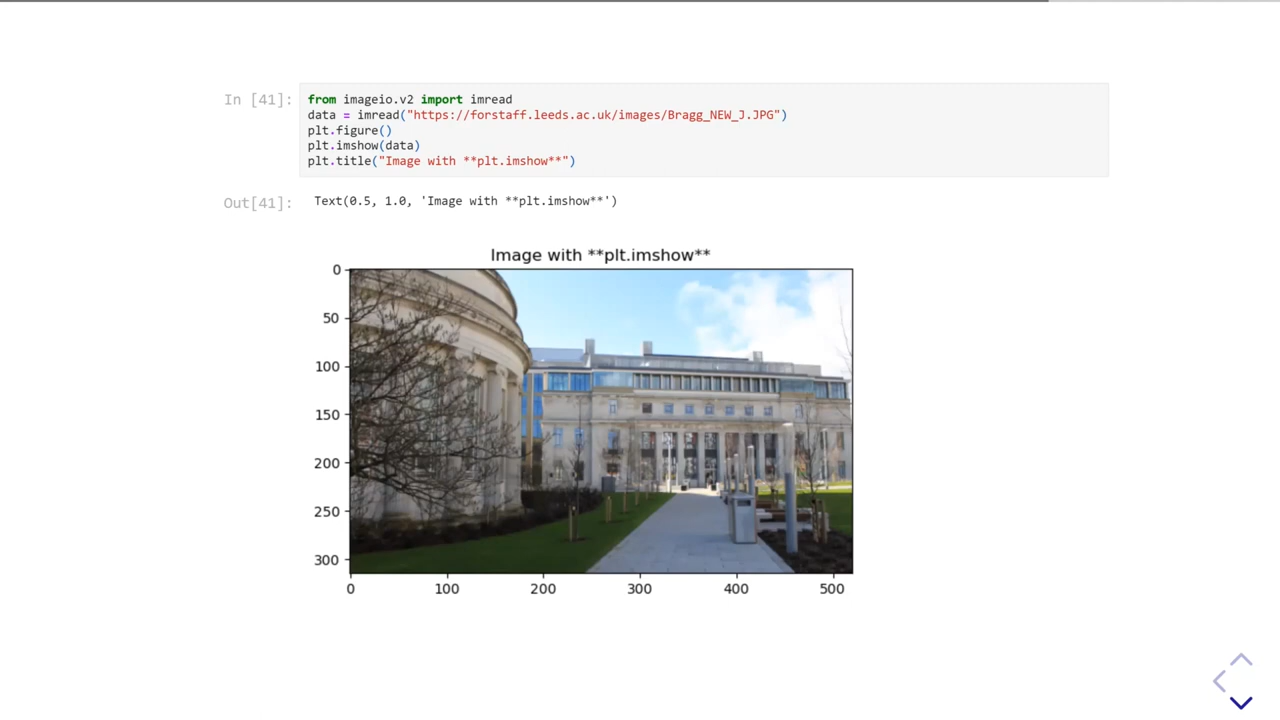 In [41]:
from imageio.v2 import imread
data = imread("https://forstaff.leeds.ac.uk/images/Bragg_NEW_J.JPG")
plt.figure()
plt.imshow(data)
plt.title("Image with **plt.imshow**")
Out[41]:
Text(0.5, 1.0, 'Image with **plt.imshow**')
Image with **plt.imshow**
0
50
100
150
200
250
300
0 100 200 300 400 500